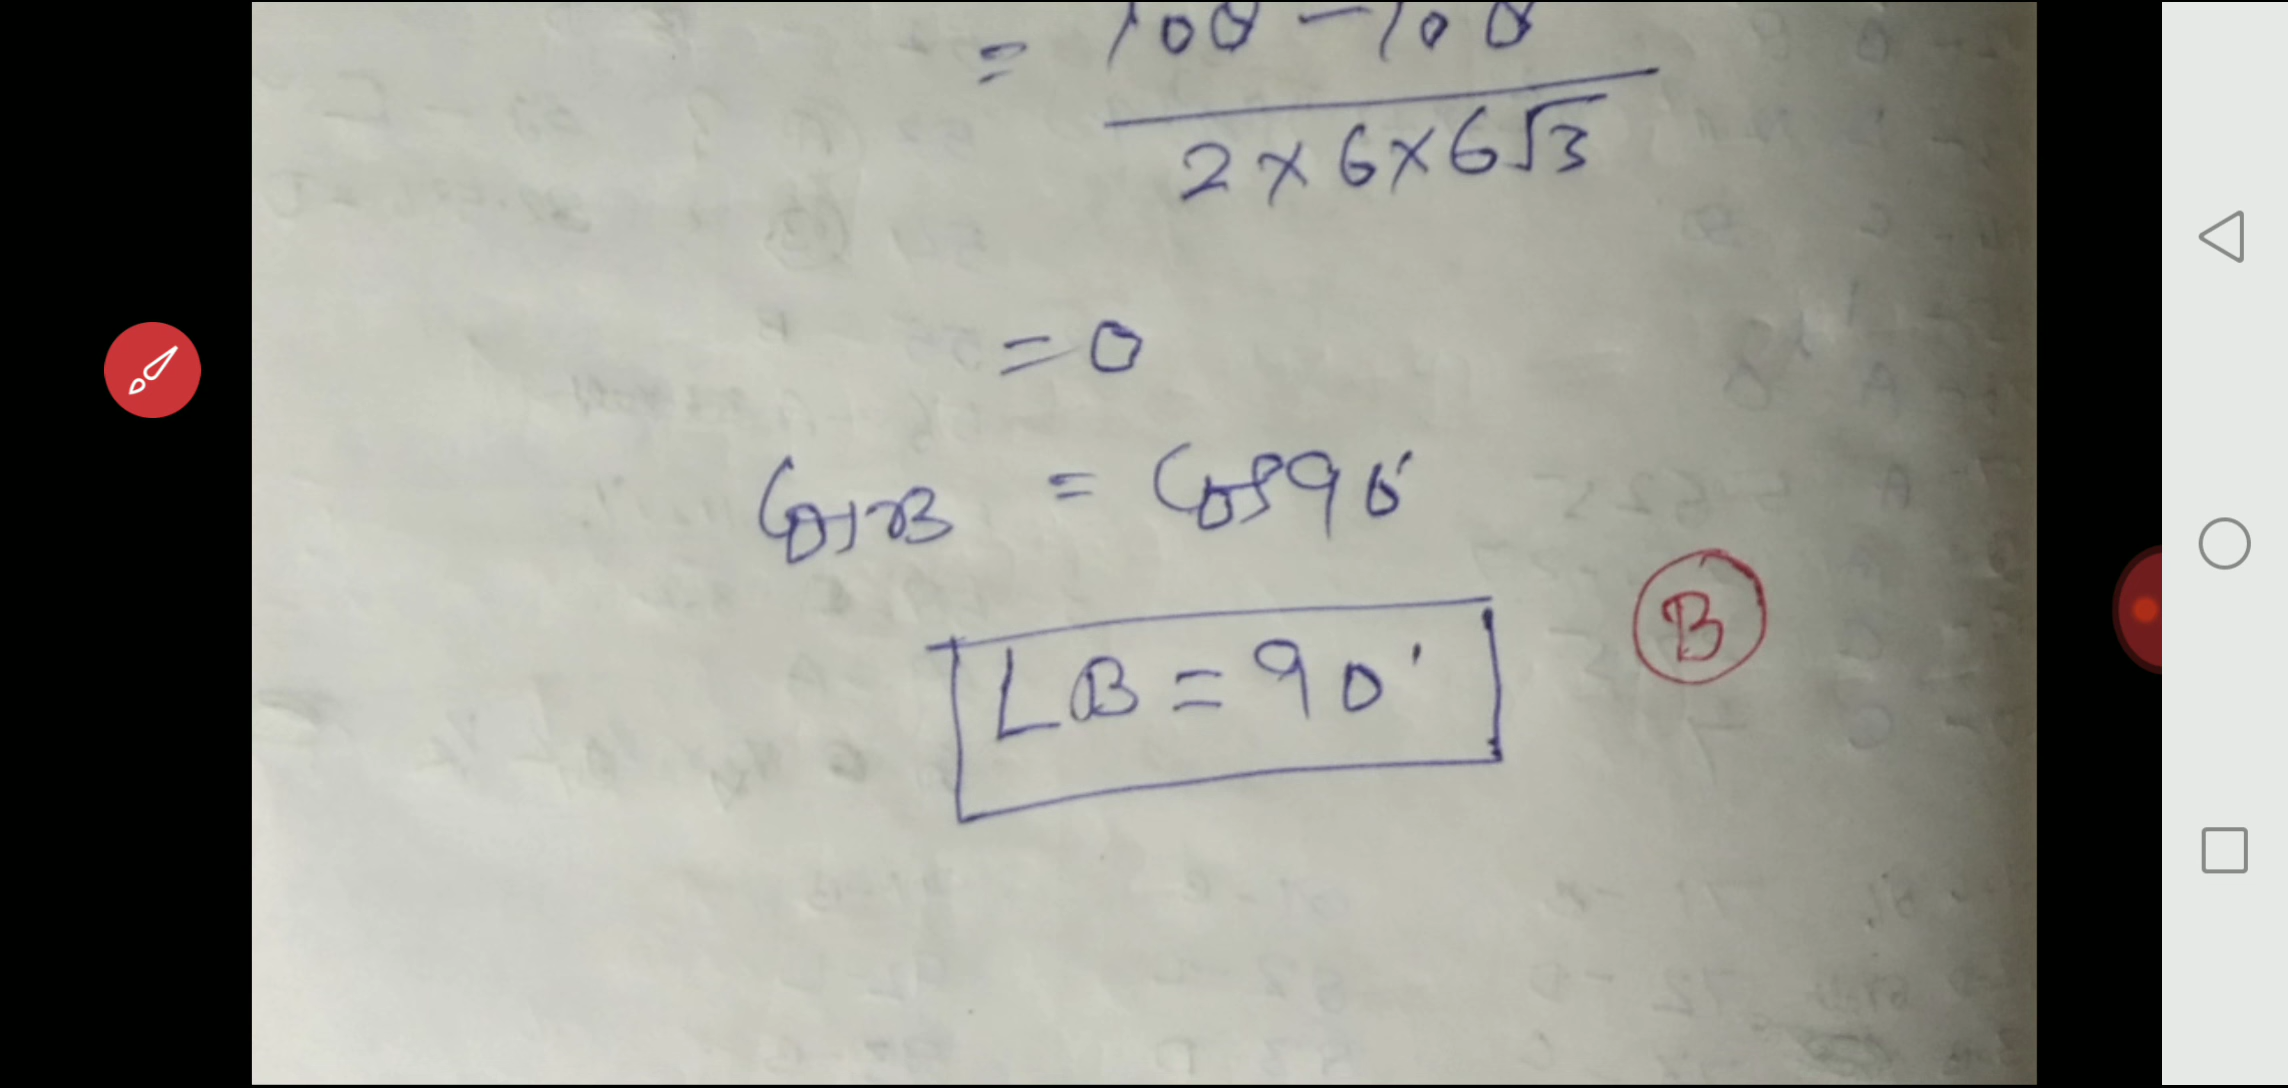 = 108 - 108
2 × 6 × 6√3
= 0
Cos B = Cos 90°
∠B = 90°
B